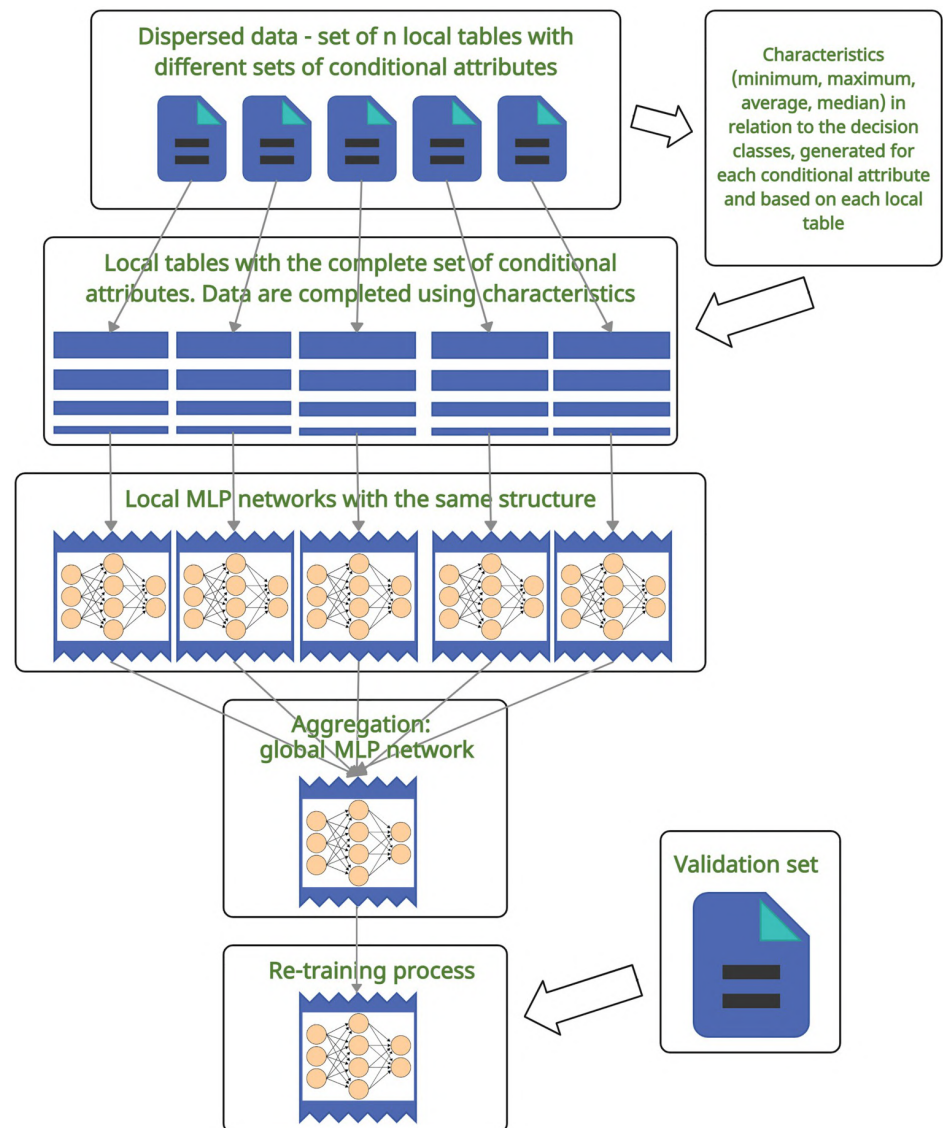 Dispersed data - set of n local tables with
different sets of conditional attributes
Characteristics
(minimum, maximum,
average, median) in
relation to the decision
classes, generated for
each conditional attribute
and based on each local
table
Local tables with the complete set of conditional
attributes. Data are completed using characteristics
Local MLP networks with the same structure
Aggregation:
global MLP network
Validation set
Re-training process